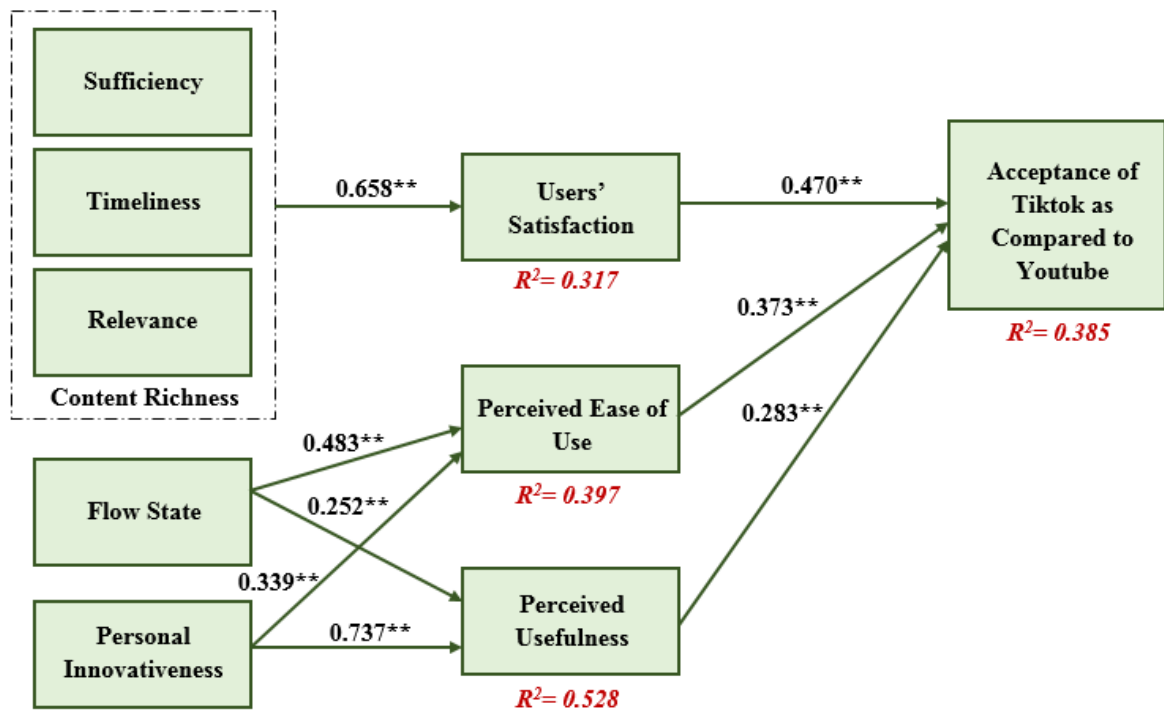 Sufficiency
Timeliness
Relevance
Content Richness
0.658**
Users’
Satisfaction
R²= 0.317
0.470**
Acceptance of
Tiktok as
Compared to
Youtube
R²= 0.385
Flow State
Personal
Innovativeness
0.483**
0.252**
0.339**
0.737**
Perceived Ease of
Use
R²= 0.397
0.373**
Perceived
Usefulness
R²= 0.528
0.283**